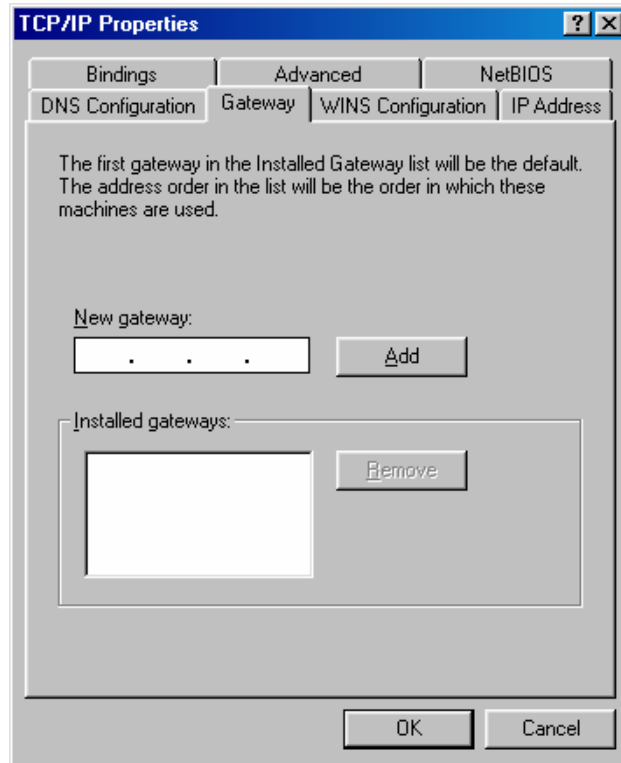 TCP/IP Properties
Bindings Advanced NetBIOS
DNS Configuration Gateway WINS Configuration IP Address
The first gateway in the Installed Gateway list will be the default.
The address order in the list will be the order in which these
machines are used.
New gateway:
. . .
Add
Installed gateways:
Remove
OK Cancel